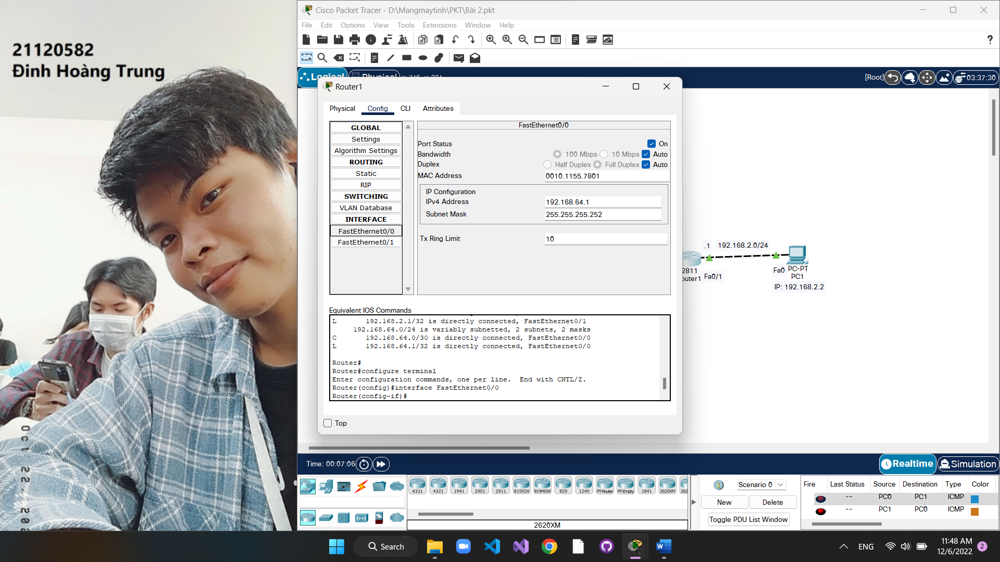 21120582
Đinh Hoàng Trung
Oct 22, 20
Cisco Packet Tracer - D:\Mangmaytinh\PKT\Bài 2.pkt
File Edit Options View Tools Extensions Window Help
?
Logical Physical
[Root] 03:37:30
Router1
Physical Config CLI Attributes
GLOBAL
Settings
Algorithm Settings
ROUTING
Static
RIP
SWITCHING
VLAN Database
INTERFACE
FastEthernet0/0
FastEthernet0/1
FastEthernet0/0
Port Status On
Bandwidth 100 Mbps 10 Mbps Auto
Duplex Half Duplex Full Duplex Auto
MAC Address 0010.1155.7801
IP Configuration
IPv4 Address 192.168.64.1
Subnet Mask 255.255.255.252
Tx Ring Limit 10
Equivalent IOS Commands
L 192.168.2.1/32 is directly connected, FastEthernet0/1
192.168.64.0/24 is variably subnetted, 2 subnets, 2 masks
C 192.168.64.0/30 is directly connected, FastEthernet0/0
L 192.168.64.1/32 is directly connected, FastEthernet0/0
Router#
Router#configure terminal
Enter configuration commands, one per line. End with CNTL/Z.
Router(config)#interface FastEthernet0/0
Router(config-if)#
Top
.1 192.168.2.0/24
2811
outer1 Fa0/1
Fa0 PC-PT
PC1
IP: 192.168.2.2
Time: 00:07:06
Realtime Simulation
4331 4321 1941 2901 2911 819IOX 819HGW 829 1240 PT-Router PT-Empty 1841 2620XM 262
2620XM
Scenario 0
New Delete
Toggle PDU List Window
Fire Last Status Source Destination Type Color
-- PC0 PC1 ICMP
-- PC1 PC0 ICMP
Search
ENG
11:48 AM
12/6/2022
2